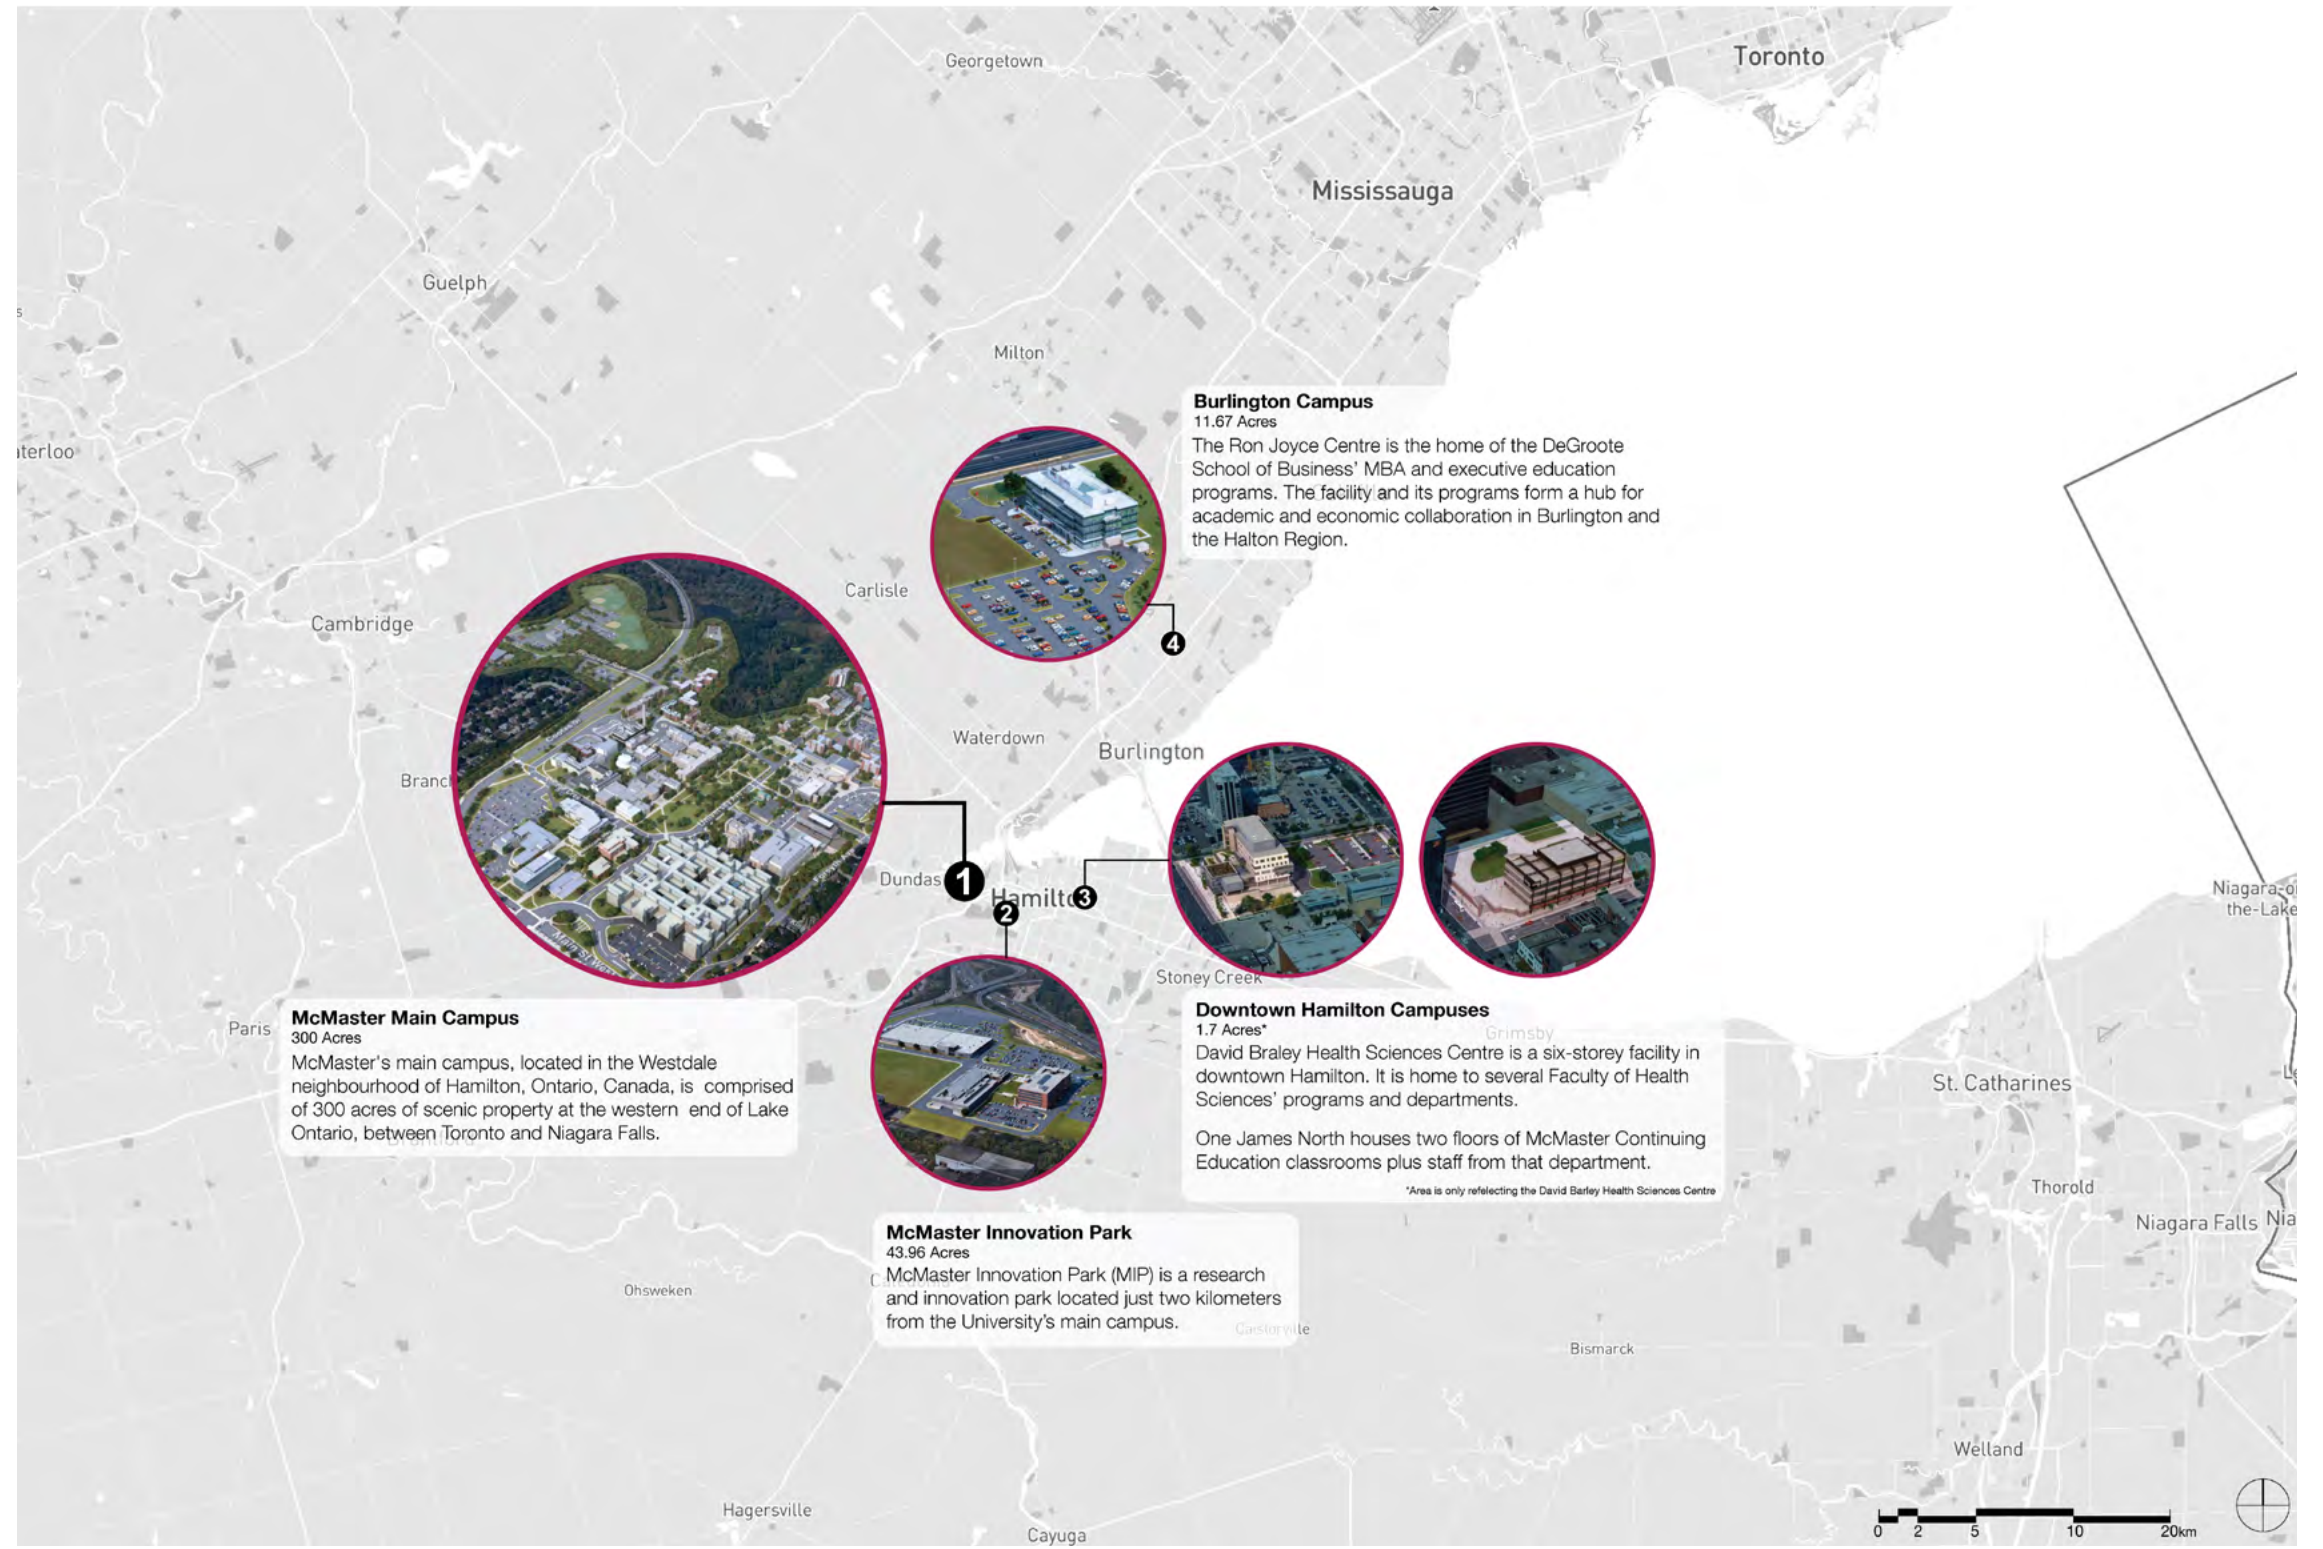 Georgetown
Toronto
Mississauga
Guelph
Milton
Burlington Campus
11.67 Acres
The Ron Joyce Centre is the home of the DeGroote
School of Business' MBA and executive education
programs. The facility and its programs form a hub for
academic and economic collaboration in Burlington and
the Halton Region.
aterloo
Carlisle
Cambridge
4
Waterdown
Burlington
Branc
Dundas
1
Hamilto
2
3
Niagara-o
the-Lake
Stoney Creek
McMaster Main Campus
300 Acres
McMaster's main campus, located in the Westdale
neighbourhood of Hamilton, Ontario, Canada, is comprised
of 300 acres of scenic property at the western end of Lake
Ontario, between Toronto and Niagara Falls.
Main St West
Paris
Brantford
Downtown Hamilton Campuses
1.7 Acres*
Grimsby
David Braley Health Sciences Centre is a six-storey facility in
downtown Hamilton. It is home to several Faculty of Health
Sciences' programs and departments.
One James North houses two floors of McMaster Continuing
Education classrooms plus staff from that department.
*Area is only refelecting the David Barley Health Sciences Centre
St. Catharines
Thorold
Niagara Falls
Nia
McMaster Innovation Park
43.96 Acres
McMaster Innovation Park (MIP) is a research
and innovation park located just two kilometers
from the University's main campus.
Caistorville
Ohsweken
Bismarck
Welland
Hagersville
Cayuga
0 2 5 10 20km